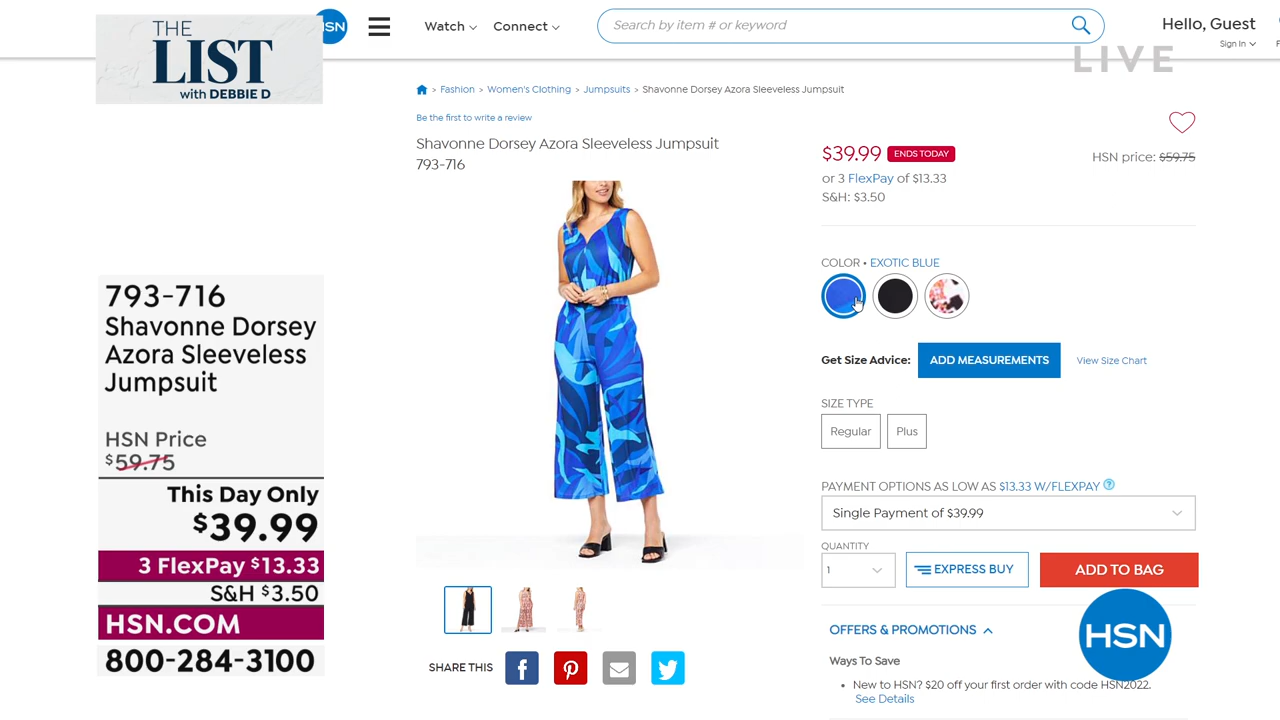 THE
LIST
with DEBBIE D
HSN
Watch
Connect
Search by item # or keyword
Hello, Guest
Sign In
LIVE
> Fashion > Women's Clothing > Jumpsuits > Shavonne Dorsey Azora Sleeveless Jumpsuit
Be the first to write a review
Shavonne Dorsey Azora Sleeveless Jumpsuit
793-716
$39.99 ENDS TODAY
HSN price: $59.75
or 3 FlexPay of $13.33
S&H: $3.50
COLOR • EXOTIC BLUE
Get Size Advice: ADD MEASUREMENTS View Size Chart
SIZE TYPE
Regular Plus
PAYMENT OPTIONS AS LOW AS $13.33 W/FLEXPAY ?
Single Payment of $39.99
QUANTITY
1 EXPRESS BUY ADD TO BAG
OFFERS & PROMOTIONS
HSN
Ways To Save
• New to HSN? $20 off your first order with code HSN2022.
See Details
SHARE THIS
793-716
Shavonne Dorsey
Azora Sleeveless
Jumpsuit
HSN Price
$59.75
This Day Only
$39.99
3 FlexPay $13.33
S&H $3.50
HSN.COM
800-284-3100